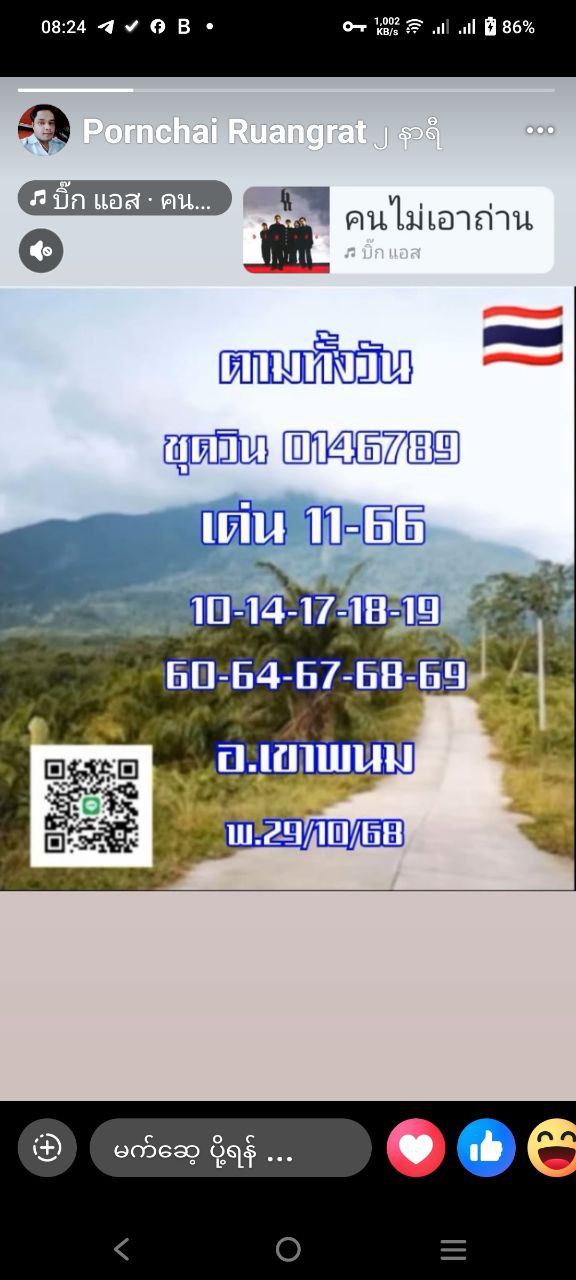 08:24
B
1,002 KB/s
86%
Pornchai Ruangrat ၂ နာရီ
บิ๊ก แอส · คน...
คนไม่เอาถ่าน
บิ๊ก แอส
ตามทั้งวัน
ชุดวิน 0146789
เด่น 11-66
10-14-17-18-19
60-64-67-68-69
อ.เขาพนม
พ.29/10/68
မက်ဆေ့ ပို့ရန် ...